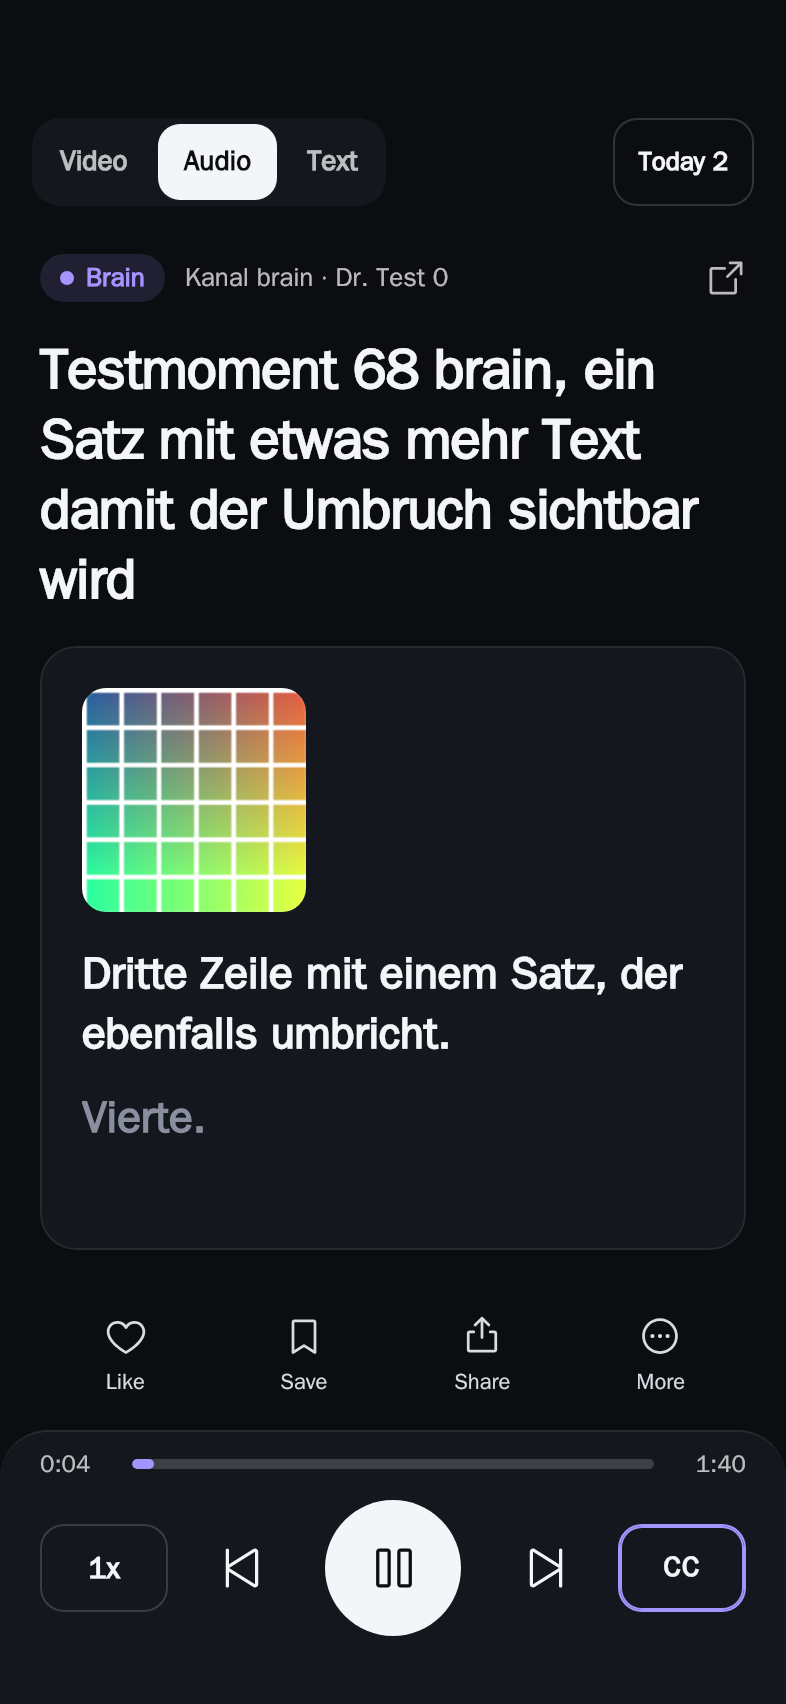 Video Audio Text Today 2
Brain Kanal brain · Dr. Test 0
Testmoment 68 brain, ein
Satz mit etwas mehr Text
damit der Umbruch sichtbar
wird
Dritte Zeile mit einem Satz, der
ebenfalls umbricht.
Vierte.
Like Save Share More
0:04 1:40
1x CC